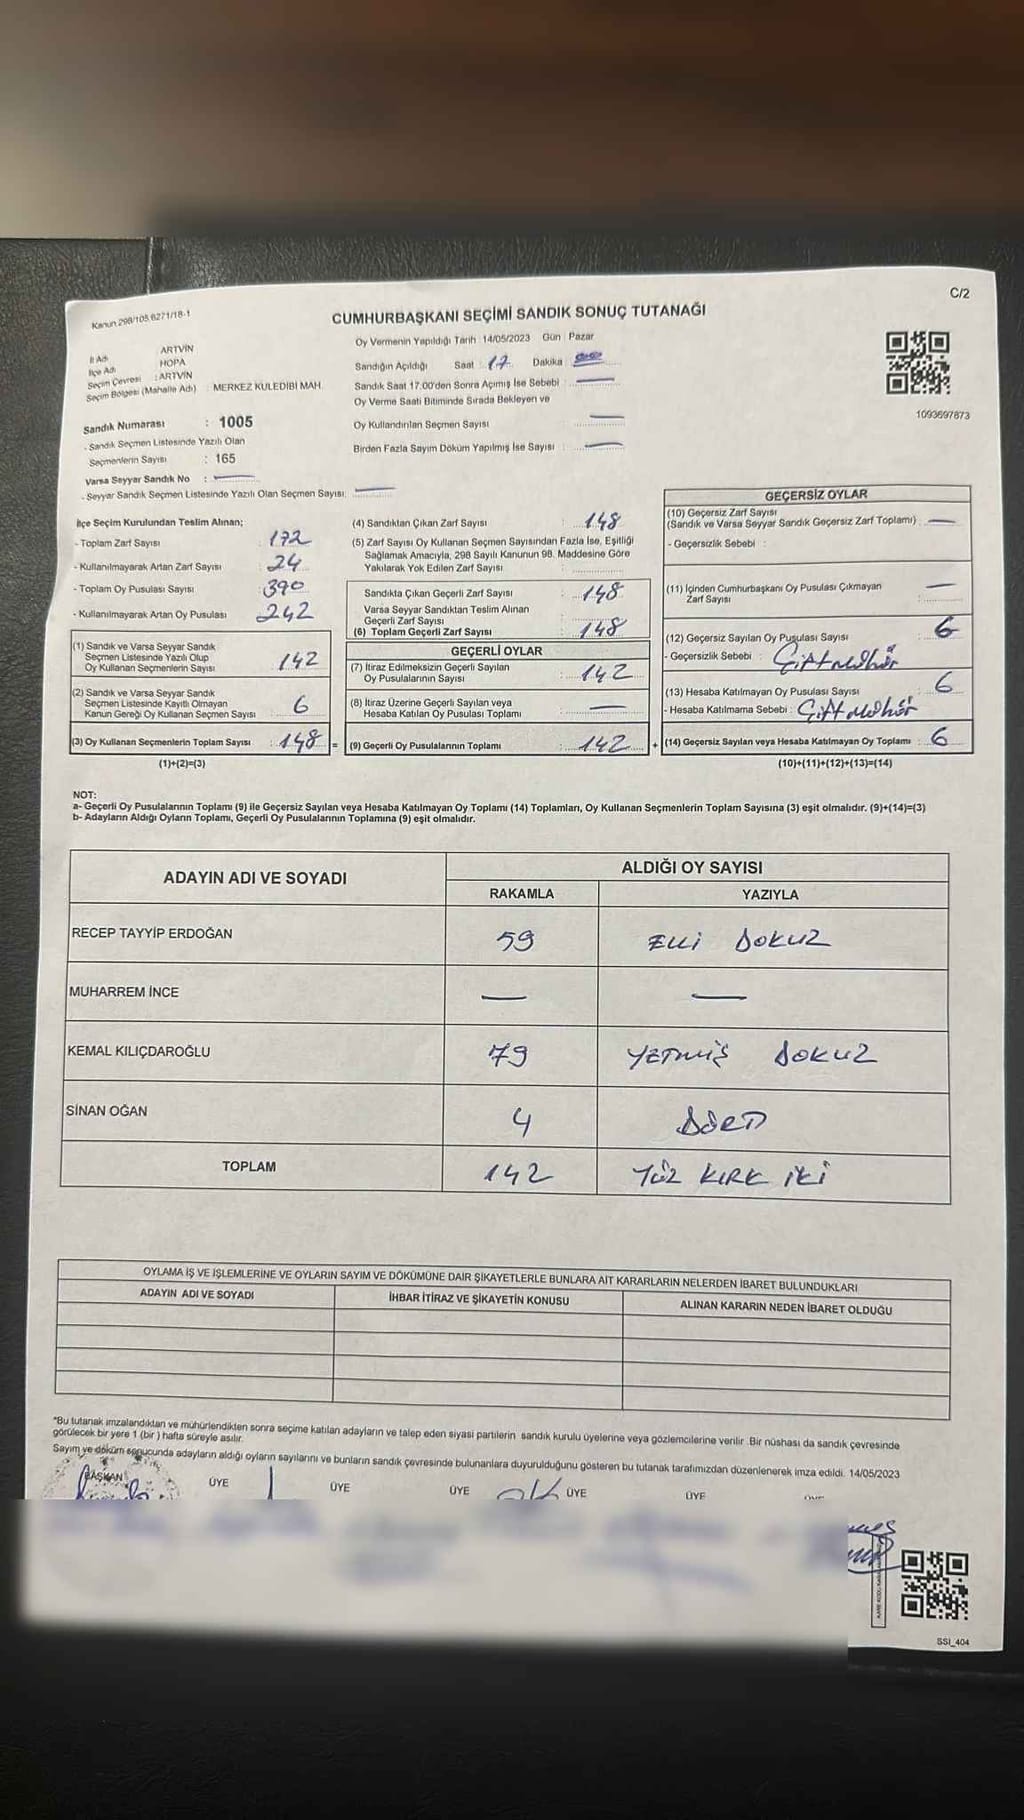 C/2
Kanun 298/105,6271/18-1
CUMHURBAŞKANI SEÇİMİ SANDIK SONUÇ TUTANAĞI
İl Adı : ARTVİN
İlçe Adı : HOPA
Seçim Çevresi : ARTVİN
Seçim Bölgesi (Mahalle Adı) : MERKEZ KULEDİBİ MAH.
Sandık Numarası : 1005
- Sandık Seçmen Listesinde Yazılı Olan
Seçmenlerin Sayısı : 165
Varsa Seyyar Sandık No :
- Seyyar Sandık Seçmen Listesinde Yazılı Olan Seçmen Sayısı:
Oy Vermenin Yapıldığı Tarih 14/05/2023 Gün Pazar
Sandığın Açıldığı Saat : 17 Dakika :
Sandık Saat 17.00'den Sonra Açımış İse Sebebi :
Oy Verme Saati Bitiminde Sırada Bekleyen ve
Oy Kullandırılan Seçmen Sayısı
Birden Fazla Sayım Döküm Yapılmış İse Sayısı :
1093697873
İlçe Seçim Kurulundan Teslim Alınan;
- Toplam Zarf Sayısı : 172
- Kullanılmayarak Artan Zarf Sayısı : 24
- Toplam Oy Pusulası Sayısı : 390
- Kullanılmayarak Artan Oy Pusulası : 242
(1) Sandık ve Varsa Seyyar Sandık
Seçmen Listesinde Yazılı Olup
Oy Kullanan Seçmenlerin Sayısı : 142
(2) Sandık ve Varsa Seyyar Sandık
Seçmen Listesinde Kayıtlı Olmayan
Kanun Gereği Oy Kullanan Seçmen Sayısı : 6
(3) Oy Kullanan Seçmenlerin Toplam Sayısı : 148 =
(1)+(2)=(3)
(4) Sandıktan Çıkan Zarf Sayısı : 148
(5) Zarf Sayısı Oy Kullanan Seçmen Sayısından Fazla İse, Eşitliği
Sağlamak Amacıyla, 298 Sayılı Kanunun 98. Maddesine Göre
Yakılarak Yok Edilen Zarf Sayısı
Sandıkta Çıkan Geçerli Zarf Sayısı : 148
Varsa Seyyar Sandıktan Teslim Alınan
Geçerli Zarf Sayısı
(6) Toplam Geçerli Zarf Sayısı : 148
GEÇERLİ OYLAR
(7) İtiraz Edilmeksizin Geçerli Sayılan
Oy Pusulalarının Sayısı : 142
(8) İtiraz Üzerine Geçerli Sayılan veya
Hesaba Katılan Oy Pusulası Toplamı :
(9) Geçerli Oy Pusulalarının Toplamı : 142 +
GEÇERSİZ OYLAR
(10) Geçersiz Zarf Sayısı
(Sandık ve Varsa Seyyar Sandık Geçersiz Zarf Toplamı) :
- Geçersizlik Sebebi :
(11) İçinden Cumhurbaşkanı Oy Pusulası Çıkmayan
Zarf Sayısı :
(12) Geçersiz Sayılan Oy Pusulası Sayısı : 6
- Geçersizlik Sebebi : Çift mühür
(13) Hesaba Katılmayan Oy Pusulası Sayısı : 6
- Hesaba Katılmama Sebebi : Çift mühür
(14) Geçersiz Sayılan veya Hesaba Katılmayan Oy Toplamı : 6
(10)+(11)+(12)+(13)=(14)
NOT:
a- Geçerli Oy Pusulalarının Toplamı (9) ile Geçersiz Sayılan veya Hesaba Katılmayan Oy Toplamı (14) Toplamları, Oy Kullanan Seçmenlerin Toplam Sayısına (3) eşit olmalıdır. (9)+(14)=(3)
b- Adayların Aldığı Oyların Toplamı, Geçerli Oy Pusulalarının Toplamına (9) eşit olmalıdır.
ADAYIN ADI VE SOYADI ALDIĞI OY SAYISI
RAKAMLA YAZIYLA
RECEP TAYYİP ERDOĞAN 59 ELLİ DOKUZ
MUHARREM İNCE — —
KEMAL KILIÇDAROĞLU 79 YETMİŞ DOKUZ
SİNAN OĞAN 4 DÖRT
TOPLAM 142 YÜZ KIRK İKİ
OYLAMA İŞ VE İŞLEMLERİNE VE OYLARIN SAYIM VE DÖKÜMÜNE DAİR ŞİKAYETLERLE BUNLARA AİT KARARLARIN NELERDEN İBARET BULUNDUKLARI
ADAYIN ADI VE SOYADI İHBAR İTİRAZ VE ŞİKAYETİN KONUSU ALINAN KARARIN NEDEN İBARET OLDUĞU
*Bu tutanak imzalandıktan ve mühürlendikten sonra seçime katılan adayların ve talep eden siyasi partilerin sandık kurulu üyelerine veya gözlemcilerine verilir .Bir nüshası da sandık çevresinde
görülecek bir yere 1 (bir ) hafta süreyle asılır.
Sayım ve döküm sonucunda adayların aldığı oyların sayılarını ve bunların sandık çevresinde bulunanlara duyurulduğunu gösteren bu tutanak tarafımızdan düzenlenerek imza edildi. 14/05/2023
BAŞKAN ÜYE ÜYE ÜYE ÜYE ÜYE
SSI_404